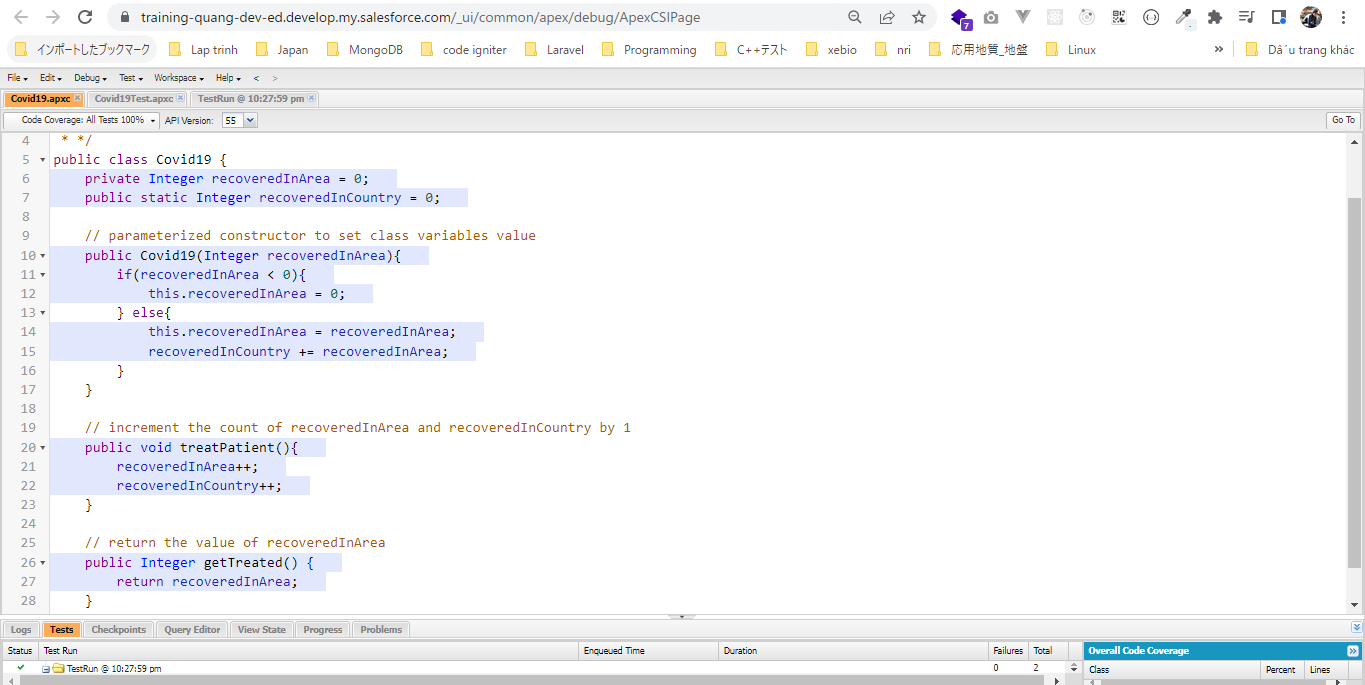 training-quang-dev-ed.develop.my.salesforce.com/_ui/common/apex/debug/ApexCSIPage
7
インポートしたブックマーク Lap trinh Japan MongoDB code igniter Laravel Programming C++テスト xebio nri 応用地質_地盤 Linux » Dấu trang khác
File Edit Debug Test Workspace Help < >
Covid19.apxc Covid19Test.apxc TestRun @ 10:27:59 pm
Code Coverage: All Tests 100% API Version: 55 Go To
4 * */
5 public class Covid19 {
6 private Integer recoveredInArea = 0;
7 public static Integer recoveredInCountry = 0;
8
9 // parameterized constructor to set class variables value
10 public Covid19(Integer recoveredInArea){
11 if(recoveredInArea < 0){
12 this.recoveredInArea = 0;
13 } else{
14 this.recoveredInArea = recoveredInArea;
15 recoveredInCountry += recoveredInArea;
16 }
17 }
18
19 // increment the count of recoveredInArea and recoveredInCountry by 1
20 public void treatPatient(){
21 recoveredInArea++;
22 recoveredInCountry++;
23 }
24
25 // return the value of recoveredInArea
26 public Integer getTreated() {
27 return recoveredInArea;
28 }
Logs Tests Checkpoints Query Editor View State Progress Problems
Status Test Run Enqueued Time Duration Failures Total Overall Code Coverage
TestRun @ 10:27:59 pm 0 2 Class Percent Lines